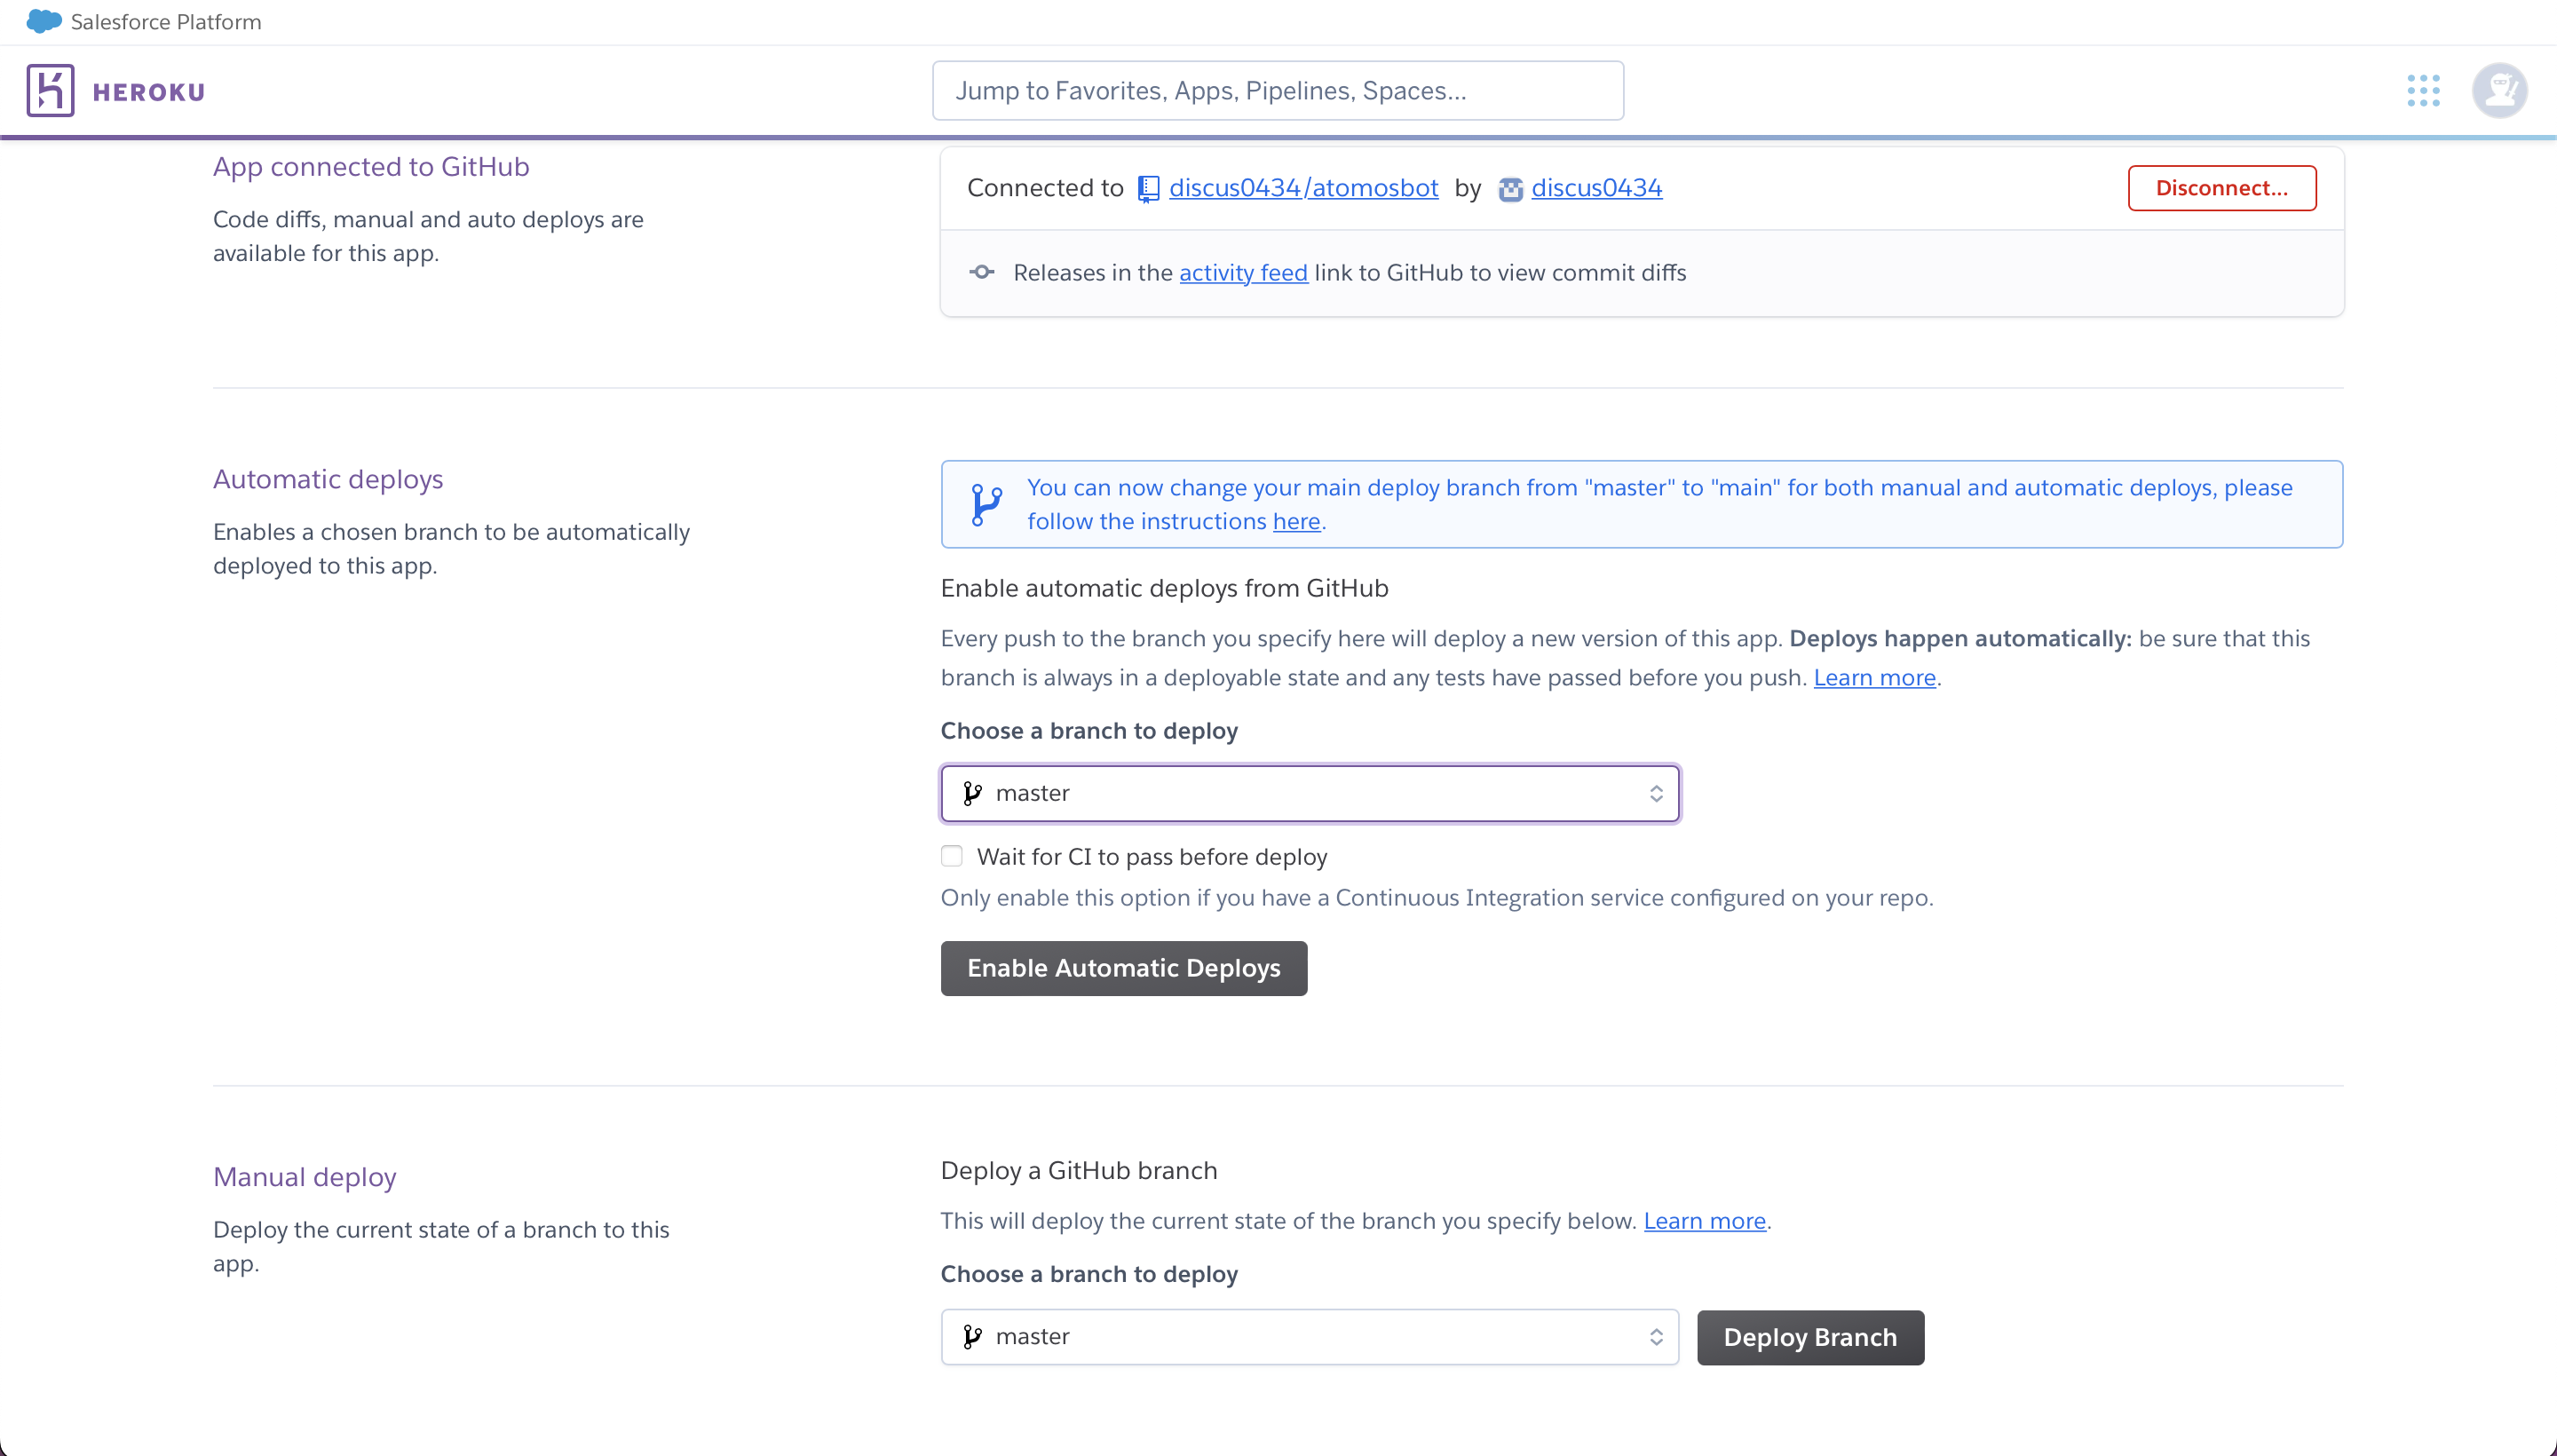 Salesforce Platform
HEROKU
Jump to Favorites, Apps, Pipelines, Spaces...
App connected to GitHub
Code diffs, manual and auto deploys are
available for this app.
Connected to discus0434/atomosbot by discus0434
Disconnect...
Releases in the activity feed link to GitHub to view commit diffs
Automatic deploys
Enables a chosen branch to be automatically
deployed to this app.
You can now change your main deploy branch from "master" to "main" for both manual and automatic deploys, please
follow the instructions here.
Enable automatic deploys from GitHub
Every push to the branch you specify here will deploy a new version of this app. Deploys happen automatically: be sure that this
branch is always in a deployable state and any tests have passed before you push. Learn more.
Choose a branch to deploy
master
Wait for CI to pass before deploy
Only enable this option if you have a Continuous Integration service configured on your repo.
Enable Automatic Deploys
Manual deploy
Deploy the current state of a branch to this
app.
Deploy a GitHub branch
This will deploy the current state of the branch you specify below. Learn more.
Choose a branch to deploy
master
Deploy Branch